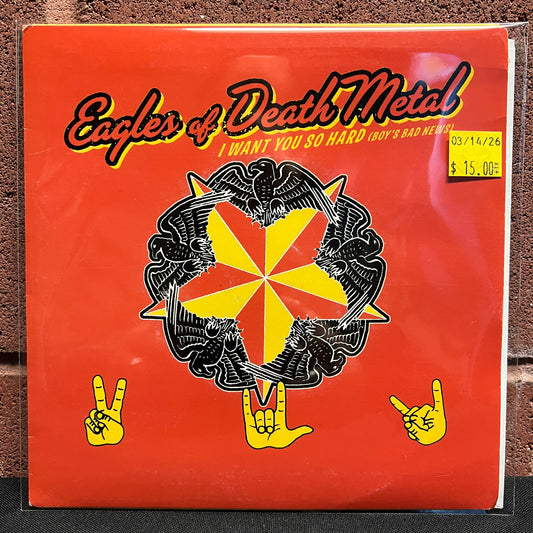 Eagles of Death Metal
I WANT YOU SO HARD (BOY'S BAD NEWS)
03/14/26
$ 15.00